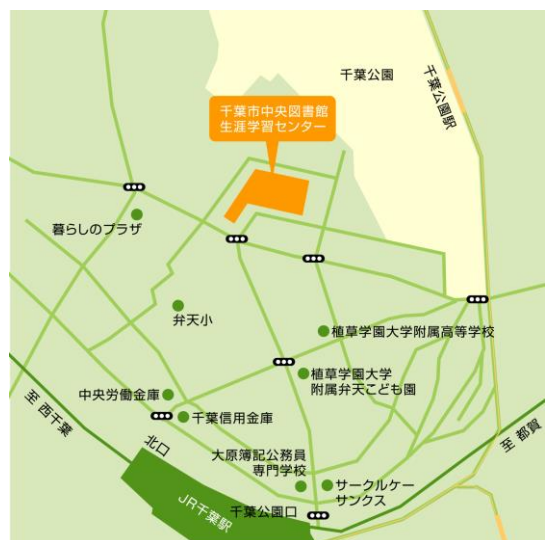 千葉公園
千葉公園駅
千葉市中央図書館
生涯学習センター
暮らしのプラザ
弁天小
植草学園大学附属高等学校
植草学園大学
附属弁天こども園
中央労働金庫
千葉信用金庫
至 西千葉
北口
至 都賀
大原簿記公務員
専門学校
サークルケー
サンクス
JR千葉駅
千葉公園口